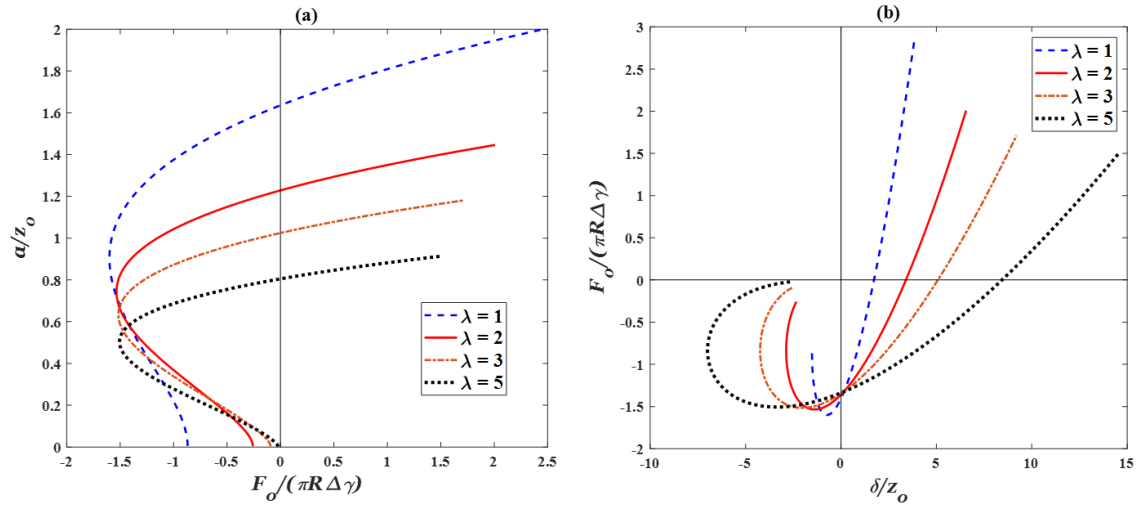 (a)
2
1.8
1.6
1.4
1.2
1
0.8
0.6
0.4
0.2
0
a/z_o
-2 -1.5 -1 -0.5 0 0.5 1 1.5 2 2.5
F_o/(πRΔγ)
λ = 1
λ = 2
λ = 3
λ = 5
(b)
3
2.5
2
1.5
1
0.5
0
-0.5
-1
-1.5
-2
F_o/(πRΔγ)
-10 -5 0 5 10 15
δ/z_o
λ = 1
λ = 2
λ = 3
λ = 5